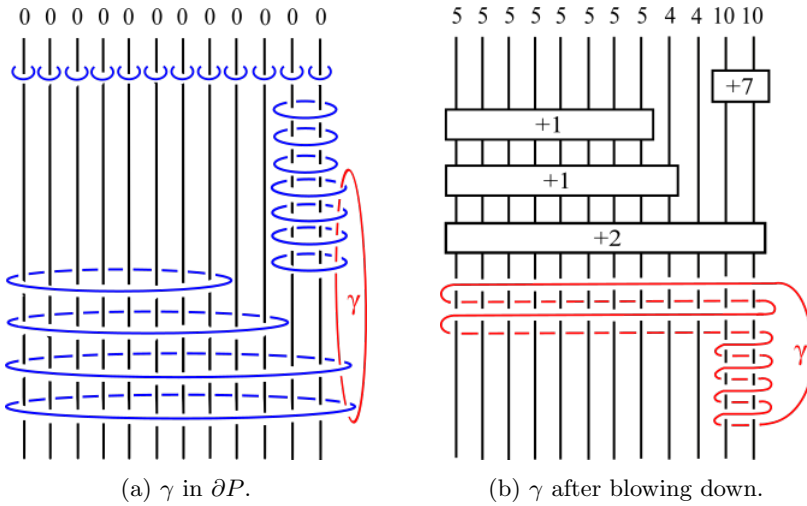 0 0 0 0 0 0 0 0 0 0 0 0
γ
(a) γ in ∂P.
5 5 5 5 5 5 5 5 4 4 10 10
+7
+1
+1
+2
γ
(b) γ after blowing down.